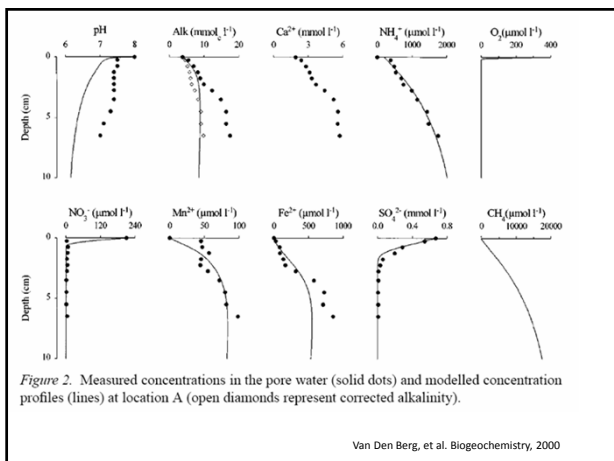 pH Alk (mmolc l-1) Ca2+ (mmol l-1) NH4+ (µmol l-1) O2(µmol l-1)
6 7 8 0 10 20 0 3 6 0 1000 2000 0 200 400
0
5
10
Depth (cm)
NO3- (µmol l-1) Mn2+ (µmol l-1) Fe2+ (µmol l-1) SO42- (mmol l-1) CH4(µmol l-1)
0 120 240 0 50 100 0 500 1000 0 0.4 0.8 0 10000 20000
0
5
10
Depth (cm)
Figure 2. Measured concentrations in the pore water (solid dots) and modelled concentration
profiles (lines) at location A (open diamonds represent corrected alkalinity).
Van Den Berg, et al. Biogeochemistry, 2000